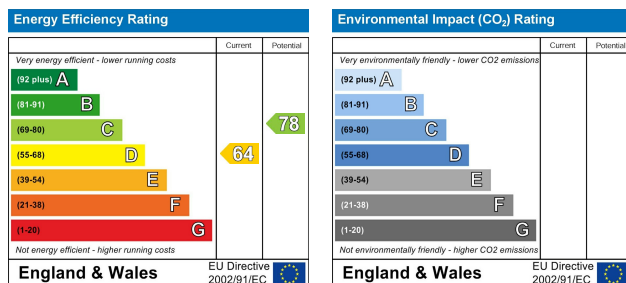 Energy Efficiency Rating
Current Potential
Very energy efficient - lower running costs
(92 plus) A
(81-91) B
(69-80) C
78
(55-68) D
64
(39-54) E
(21-38) F
(1-20) G
Not energy efficient - higher running costs
England & Wales
EU Directive
2002/91/EC
Environmental Impact (CO₂) Rating
Current Potential
Very environmentally friendly - lower CO2 emissions
(92 plus) A
(81-91) B
(69-80) C
(55-68) D
(39-54) E
(21-38) F
(1-20) G
Not environmentally friendly - higher CO2 emissions
England & Wales
EU Directive
2002/91/EC